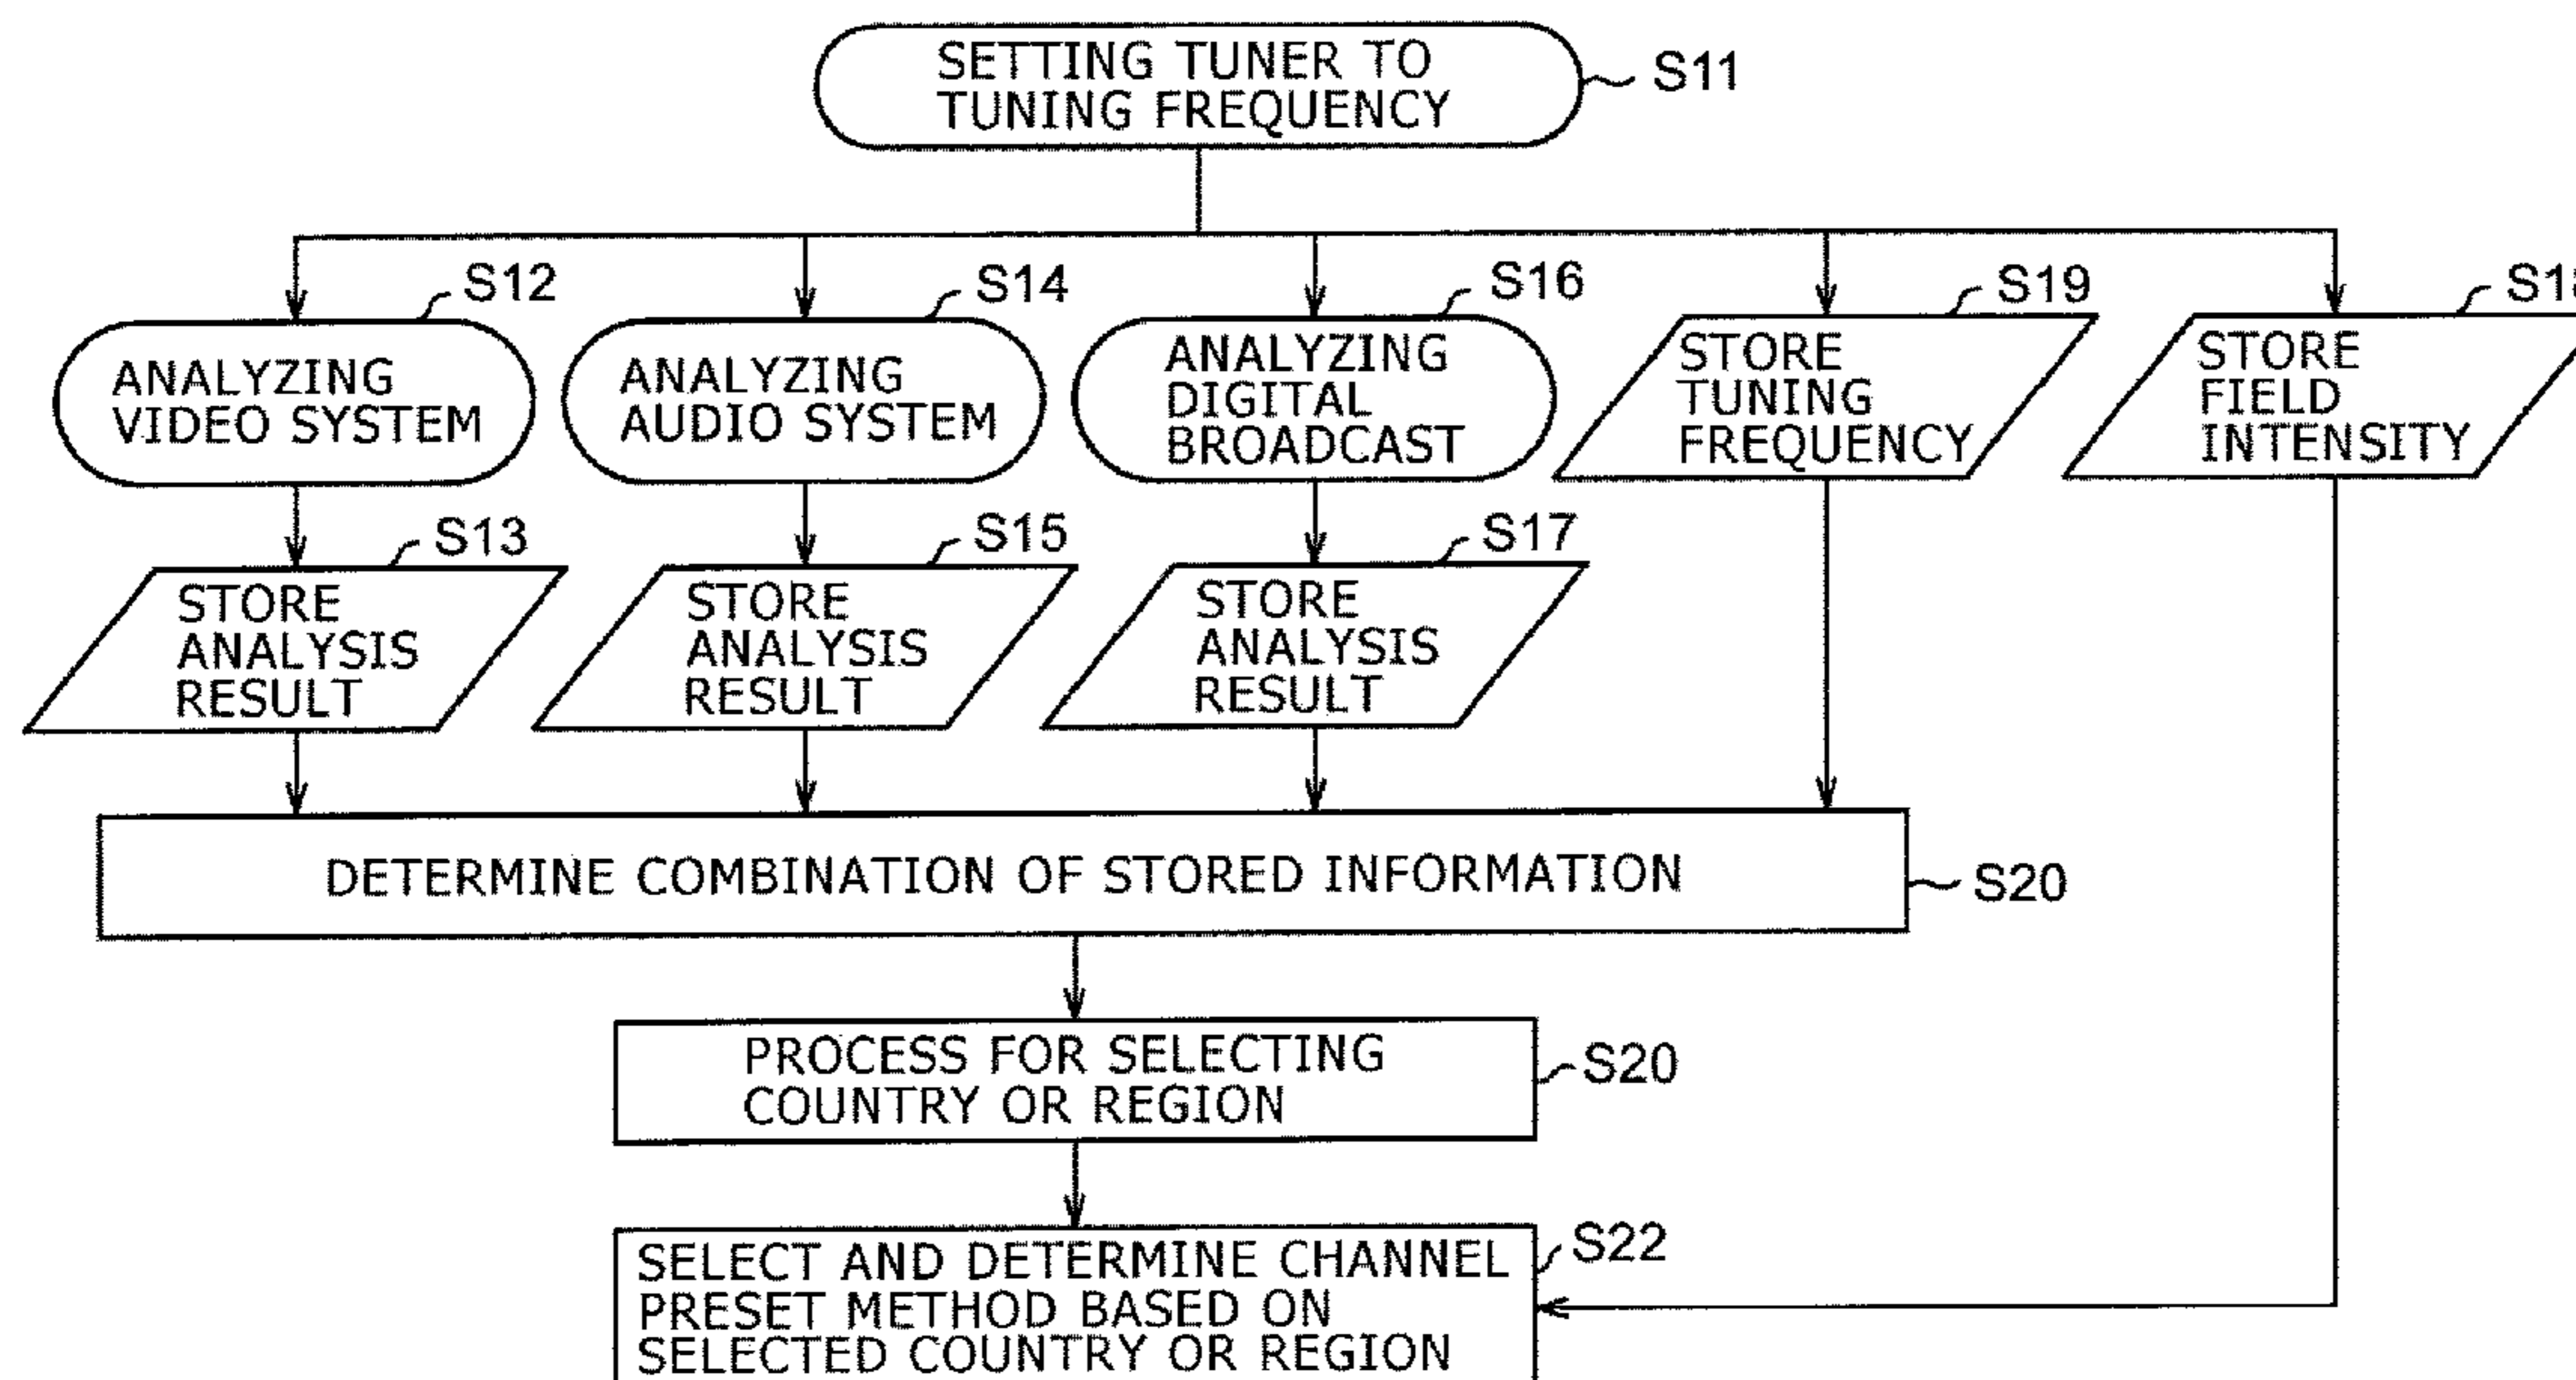 SETTING TUNER TO
TUNING FREQUENCY
S11
S12
ANALYZING
VIDEO SYSTEM
S14
ANALYZING
AUDIO SYSTEM
S16
ANALYZING
DIGITAL
BROADCAST
S19
STORE
TUNING
FREQUENCY
STORE
FIELD
INTENSITY
S13
STORE
ANALYSIS
RESULT
S15
STORE
ANALYSIS
RESULT
S17
STORE
ANALYSIS
RESULT
DETERMINE COMBINATION OF STORED INFORMATION
S20
PROCESS FOR SELECTING
COUNTRY OR REGION
S20
S22
SELECT AND DETERMINE CHANNEL
PRESET METHOD BASED ON
SELECTED COUNTRY OR REGION